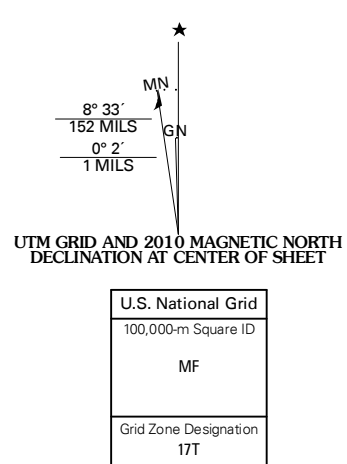 MN
GN
8° 33´
152 MILS
0° 2´
1 MILS
UTM GRID AND 2010 MAGNETIC NORTH
DECLINATION AT CENTER OF SHEET
U.S. National Grid
100,000-m Square ID
MF
Grid Zone Designation
17T